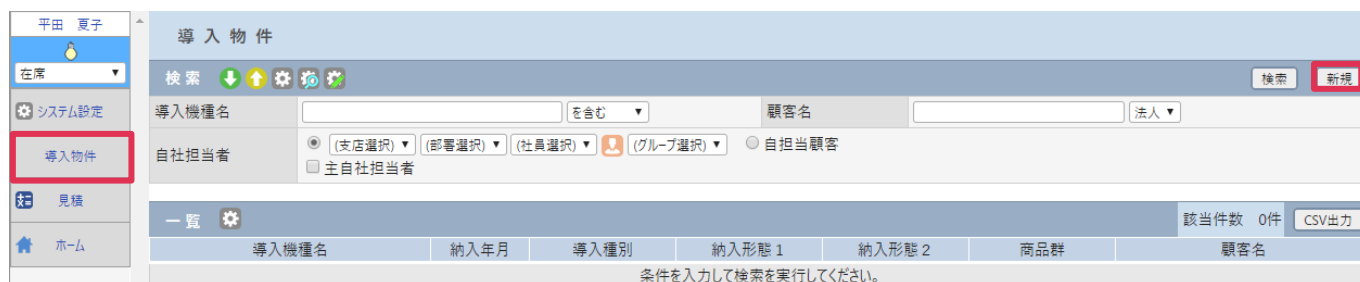 平田　夏子
在席
システム設定
導入物件
見積
ホーム
導入物件
検索 検索 新規
導入機種名 を含む 顧客名 法人
自社担当者 (支店選択) (部署選択) (社員選択) (グループ選択) 自担当顧客
主自社担当者
一覧 該当件数 0件 CSV出力
導入機種名 納入年月 導入種別 納入形態1 納入形態2 商品群 顧客名
条件を入力して検索を実行してください。